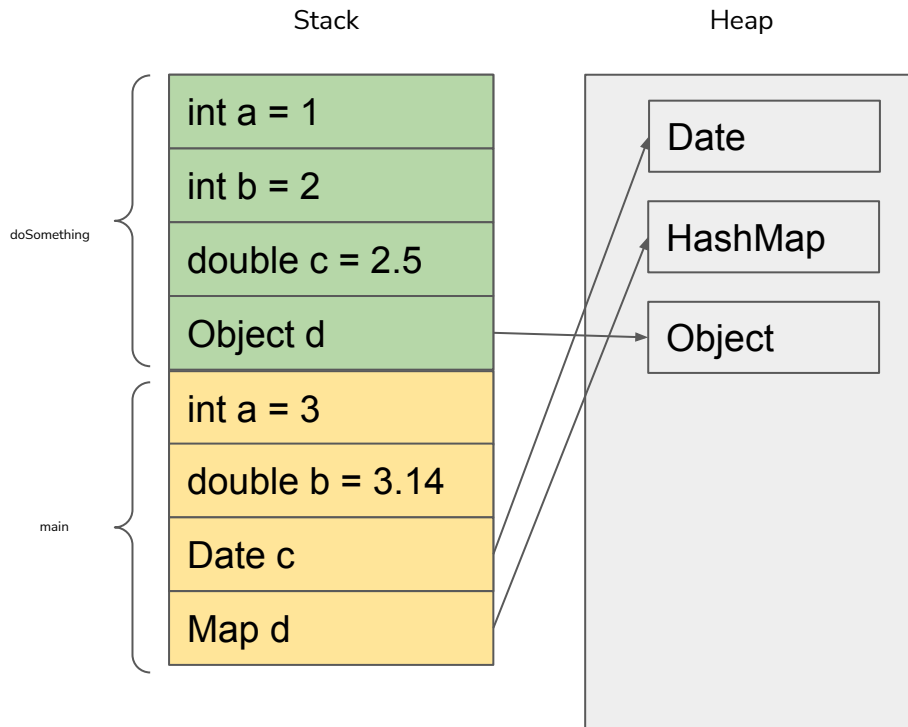 Stack
Heap
doSomething
int a = 1
int b = 2
double c = 2.5
Object d
main
int a = 3
double b = 3.14
Date c
Map d
Date
HashMap
Object